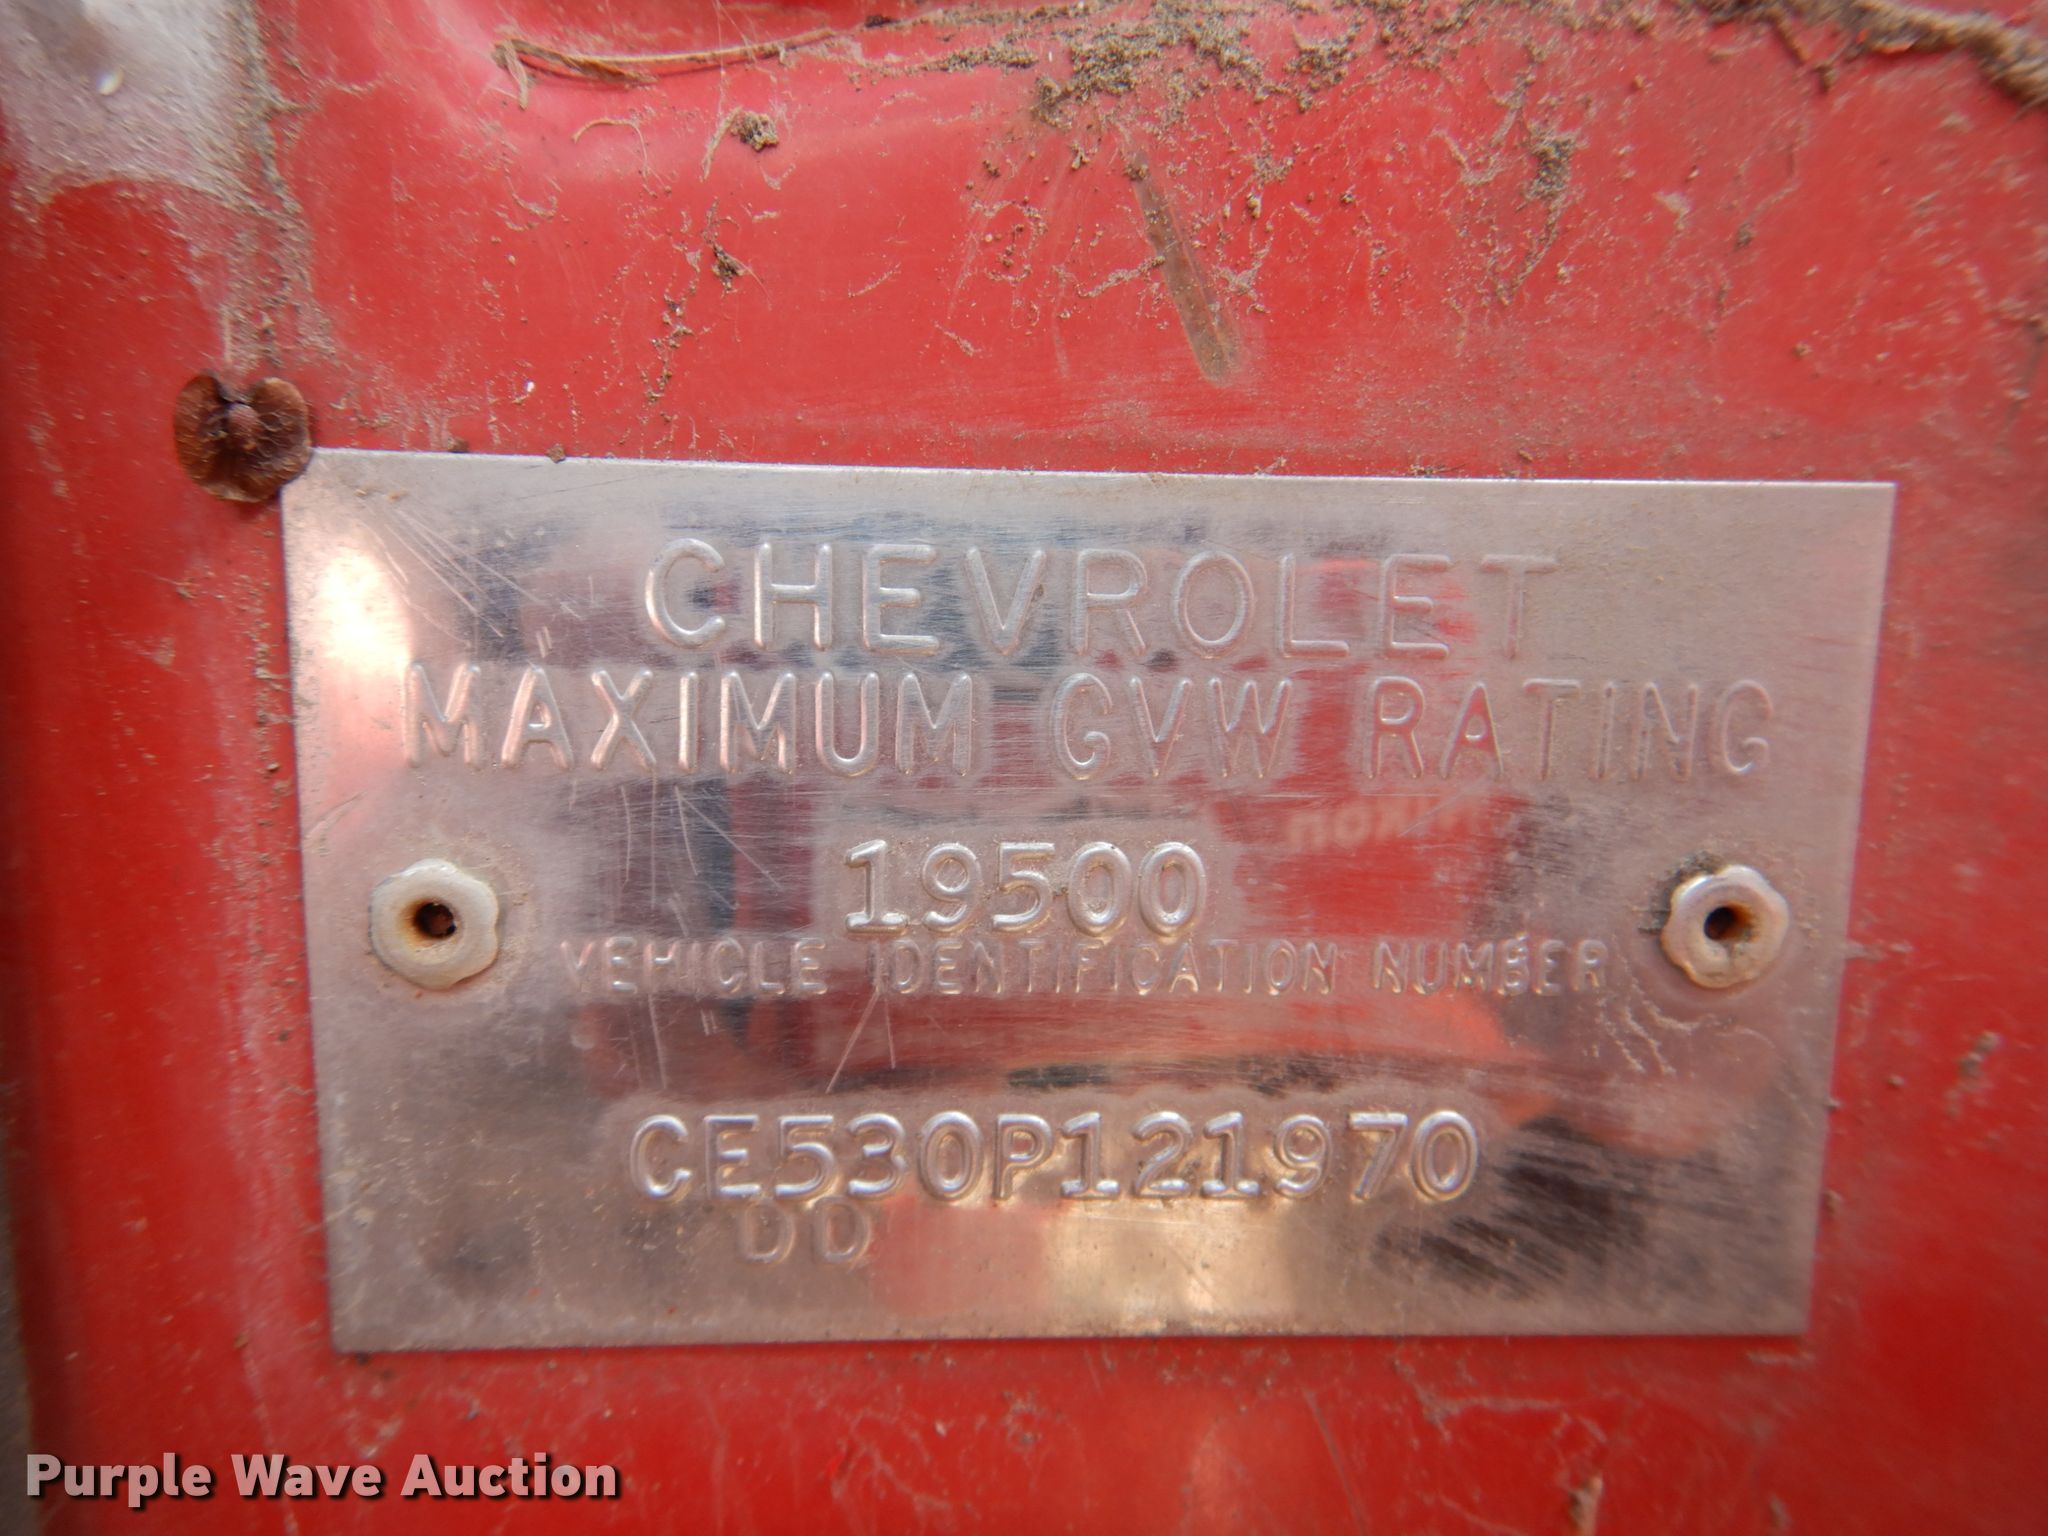 CHEVROLET
MAXIMUM GVW RATING
19500
VEHICLE IDENTIFICATION NUMBER
CE530P121970
DD
Purple Wave Auction